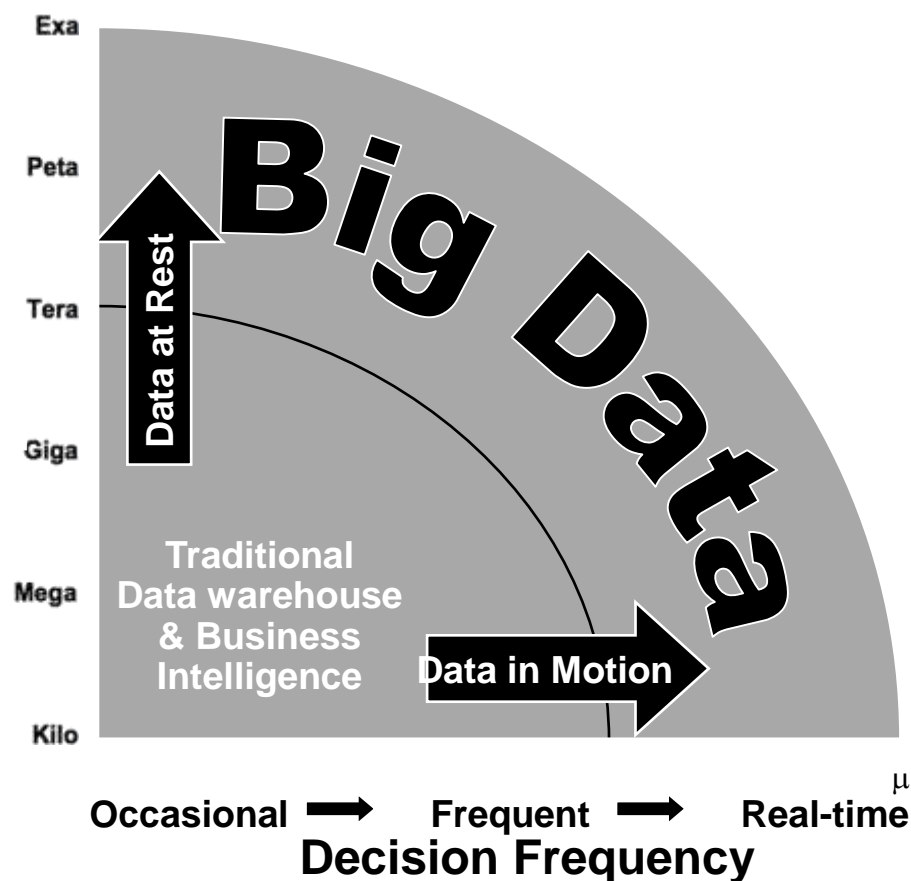 Exa
Peta
Tera
Giga
Mega
Kilo
Big Data
Data at Rest
Traditional
Data warehouse
& Business
Intelligence
Data in Motion
μ
Occasional Frequent Real-time
Decision Frequency